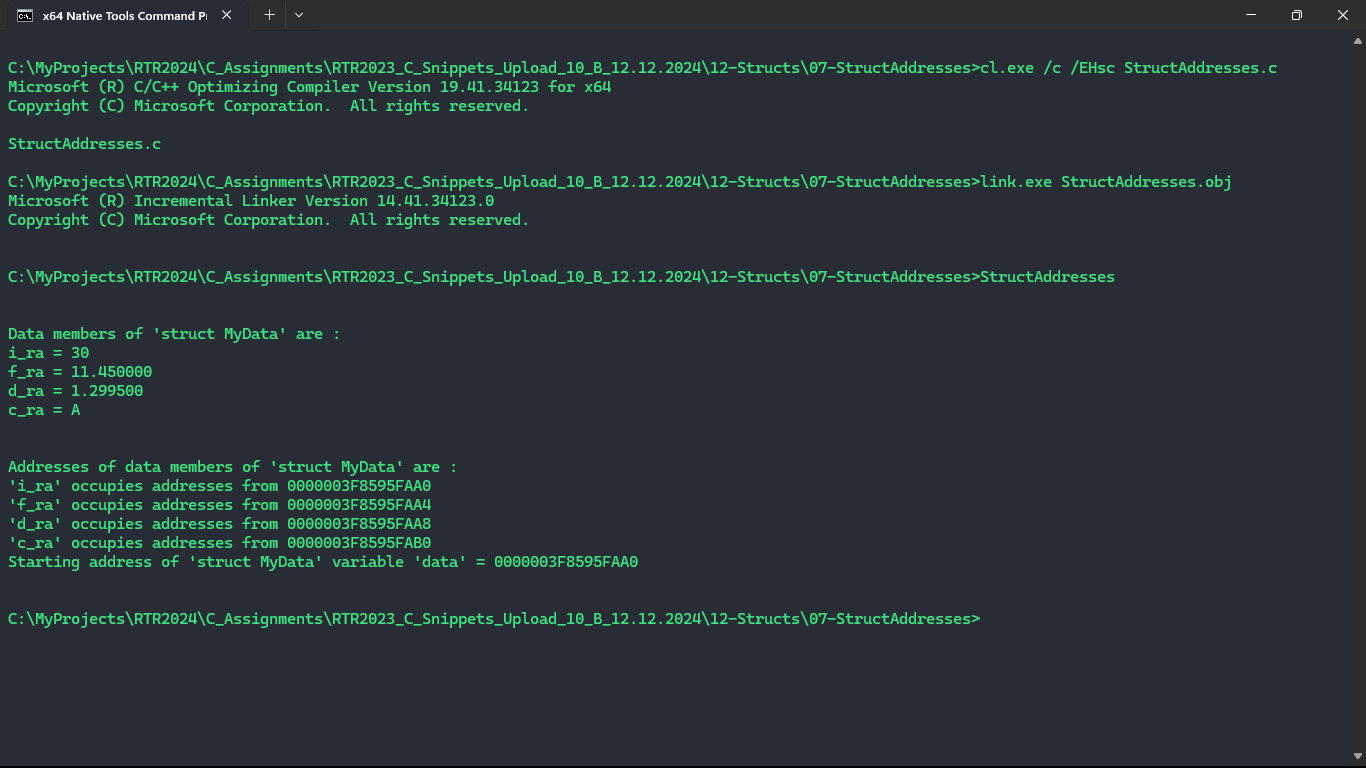 x64 Native Tools Command P
C:\MyProjects\RTR2024\C_Assignments\RTR2023_C_Snippets_Upload_10_B_12.12.2024\12-Structs\07-StructAddresses>cl.exe /c /EHsc StructAddresses.c
Microsoft (R) C/C++ Optimizing Compiler Version 19.41.34123 for x64
Copyright (C) Microsoft Corporation.  All rights reserved.
StructAddresses.c
C:\MyProjects\RTR2024\C_Assignments\RTR2023_C_Snippets_Upload_10_B_12.12.2024\12-Structs\07-StructAddresses>link.exe StructAddresses.obj
Microsoft (R) Incremental Linker Version 14.41.34123.0
Copyright (C) Microsoft Corporation.  All rights reserved.
C:\MyProjects\RTR2024\C_Assignments\RTR2023_C_Snippets_Upload_10_B_12.12.2024\12-Structs\07-StructAddresses>StructAddresses
Data members of 'struct MyData' are :
i_ra = 30
f_ra = 11.450000
d_ra = 1.299500
c_ra = A
Addresses of data members of 'struct MyData' are :
'i_ra' occupies addresses from 0000003F8595FAA0
'f_ra' occupies addresses from 0000003F8595FAA4
'd_ra' occupies addresses from 0000003F8595FAA8
'c_ra' occupies addresses from 0000003F8595FAB0
Starting address of 'struct MyData' variable 'data' = 0000003F8595FAA0
C:\MyProjects\RTR2024\C_Assignments\RTR2023_C_Snippets_Upload_10_B_12.12.2024\12-Structs\07-StructAddresses>